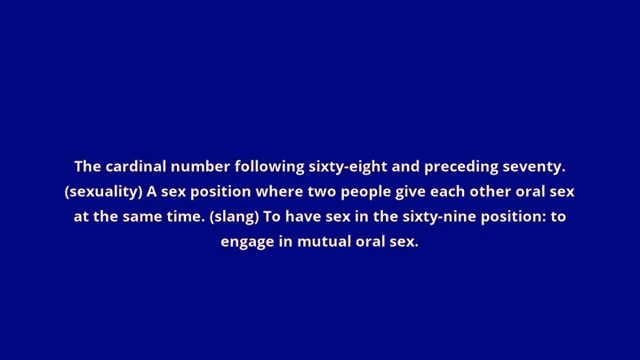 The cardinal number following sixty-eight and preceding seventy.
(sexuality) A sex position where two people give each other oral sex
at the same time. (slang) To have sex in the sixty-nine position: to
engage in mutual oral sex.